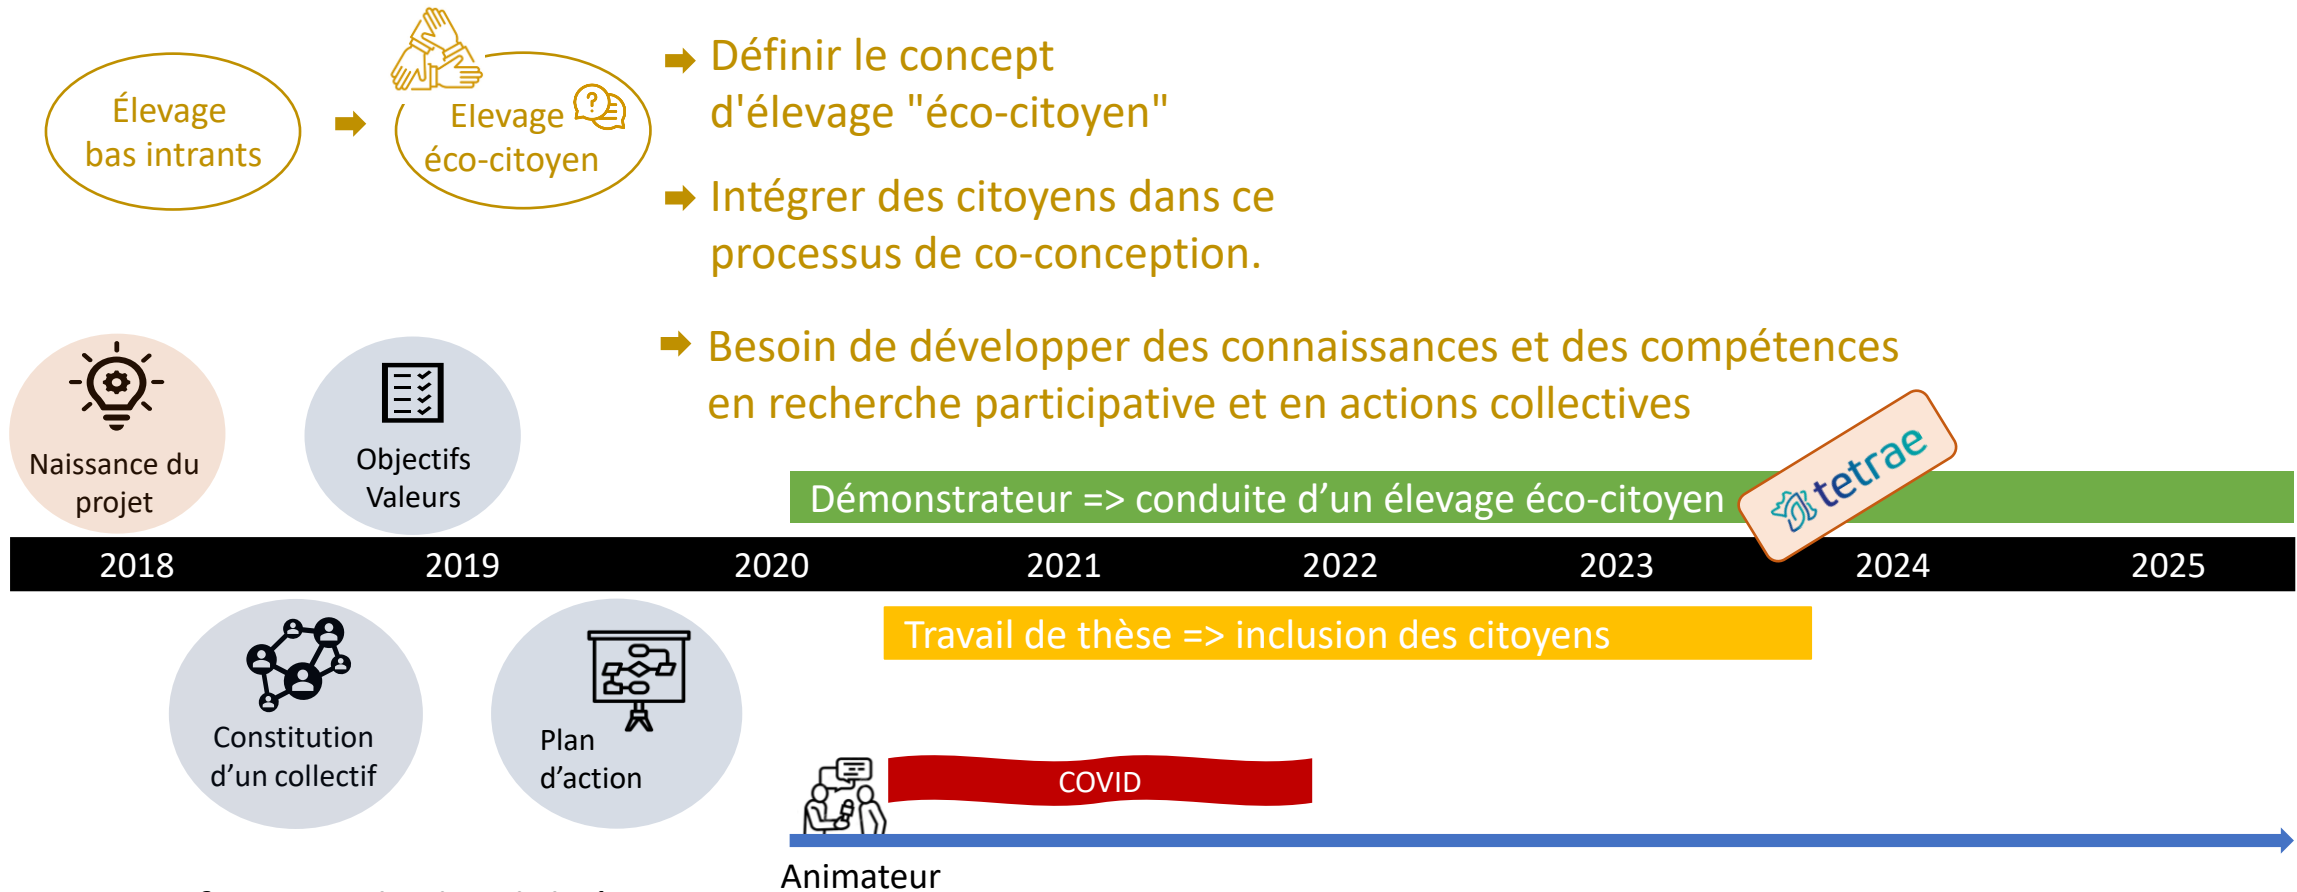 Élevage
bas intrants
Elevage
éco-citoyen
?
Définir le concept
d'élevage "éco-citoyen"
Intégrer des citoyens dans ce
processus de co-conception.
Besoin de développer des connaissances et des compétences
en recherche participative et en actions collectives
Naissance du
projet
Objectifs
Valeurs
tetrae
Démonstrateur => conduite d’un élevage éco-citoyen
2018 2019 2020 2021 2022 2023 2024 2025
Travail de thèse => inclusion des citoyens
Constitution
d’un collectif
Plan
d’action
COVID
Animateur